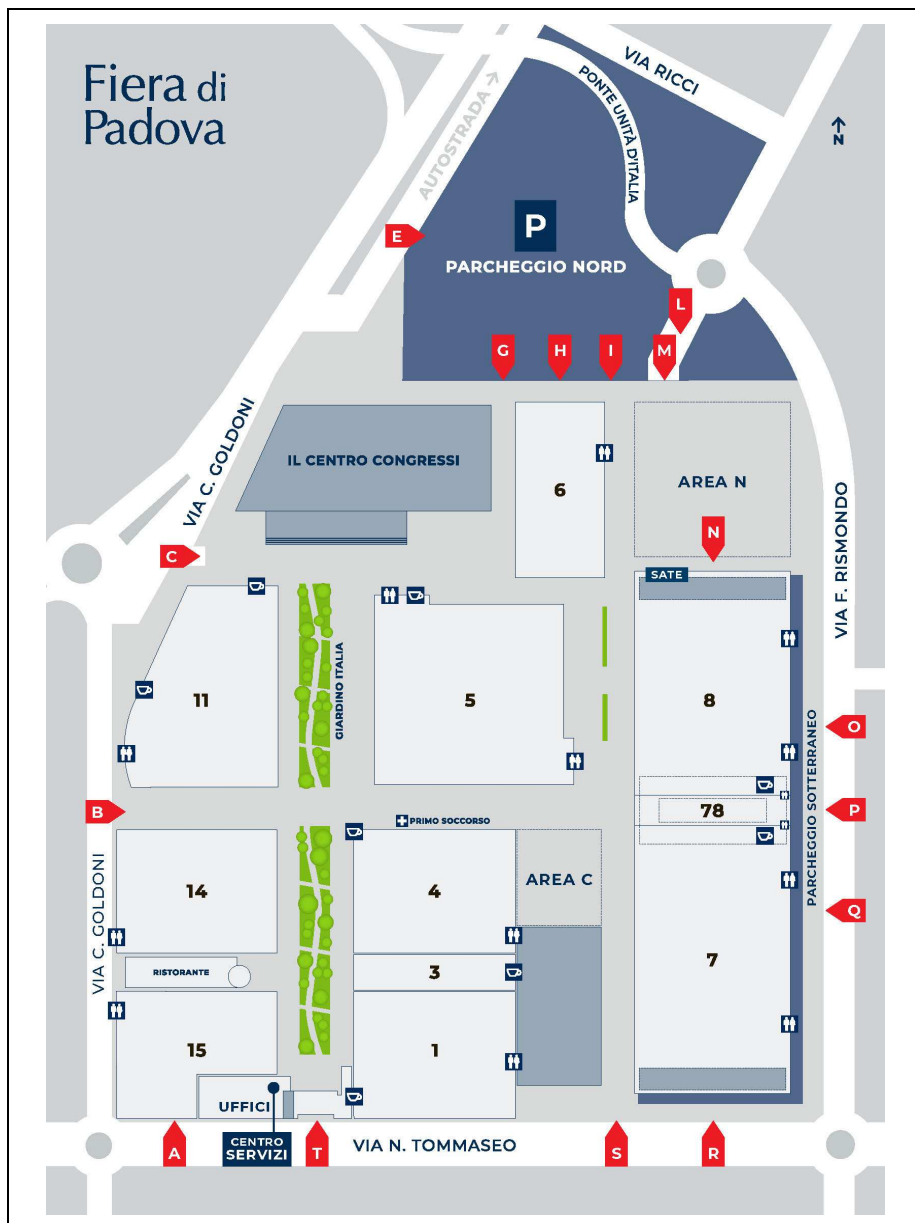 Fiera di
Padova
VIA RICCI
PONTE UNITÀ D'ITALIA
AUTOSTRADA →
↑
N
E
P
PARCHEGGIO NORD
L
G
H
I
M
VIA C. GOLDONI
IL CENTRO CONGRESSI
6
AREA N
N
C
SATE
VIA F. RISMONDO
11
GIARDINO ITALIA
5
8
PARCHEGGIO SOTTERRANEO
O
B
PRIMO SOCCORSO
78
P
VIA C. GOLDONI
14
4
AREA C
Q
RISTORANTE
3
7
15
1
UFFICI
CENTRO
SERVIZI
VIA N. TOMMASEO
A
T
S
R